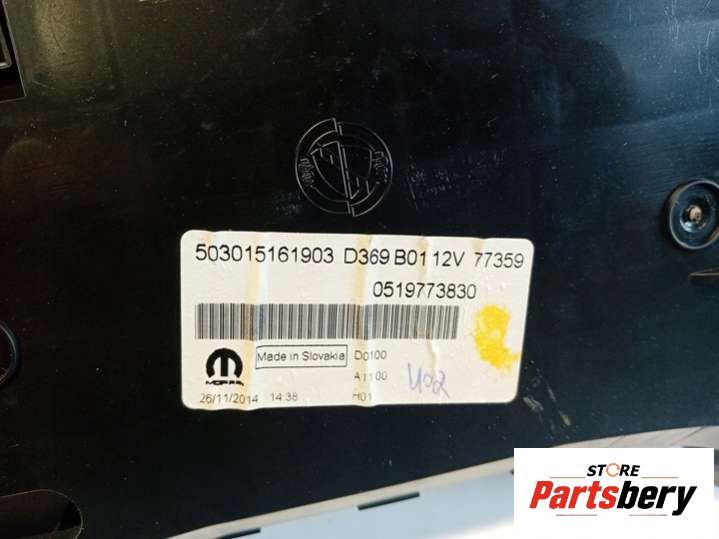 503015161903 D369 B01 12V 77359
0519773830
Made in Slovakia D0100
MOPAR A1100
26/11/2014 14:38 H01
STORE
Partsbery